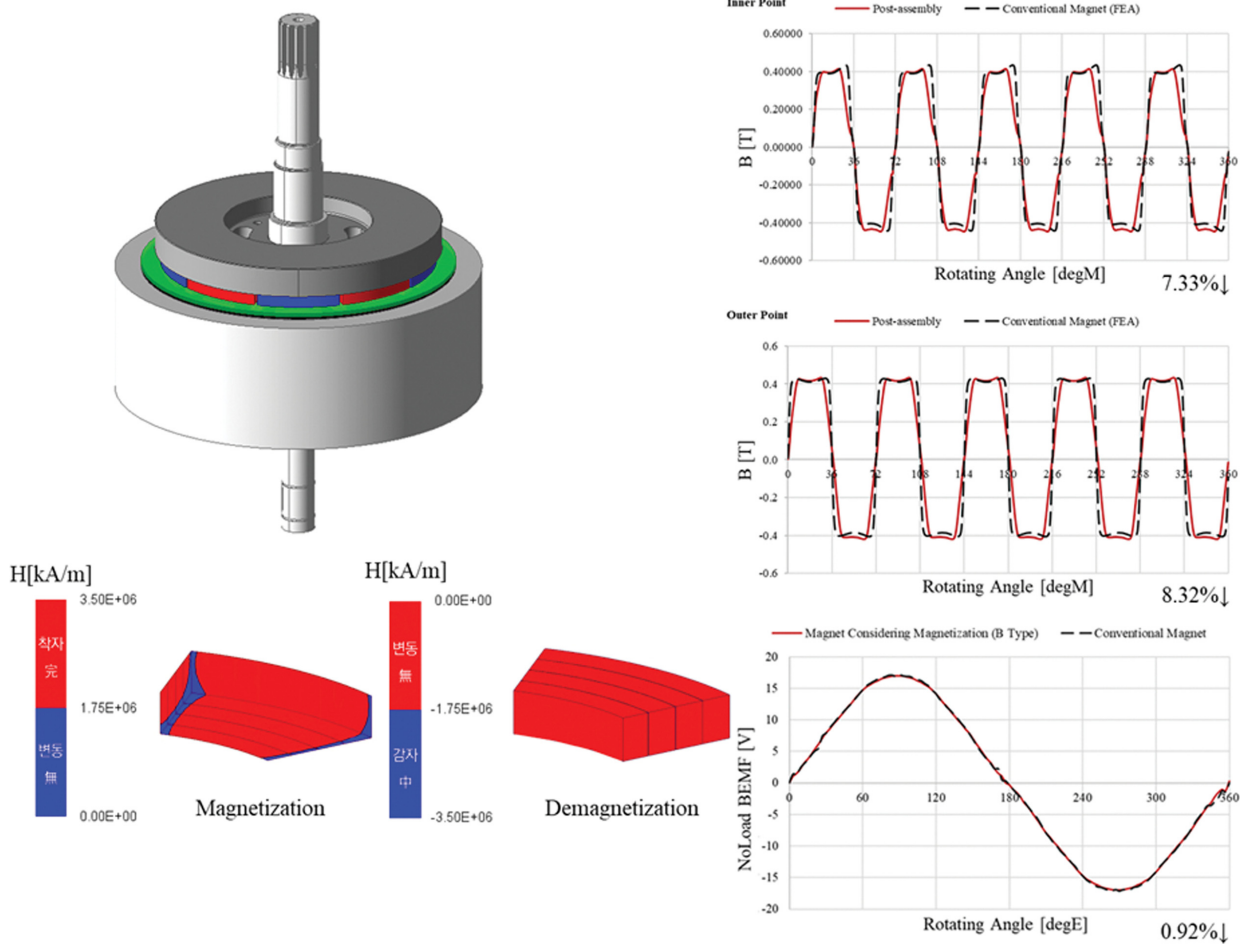 Inner Point
Post-assembly
Conventional Magnet (FEA)
0.60000
0.40000
0.20000
0.00000
-0.20000
-0.40000
-0.60000
B [T]
0 36 72 108 144 180 216 252 288 324 360
Rotating Angle [degM]
7.33%↓
Outer Point
Post-assembly
Conventional Magnet (FEA)
0.6
0.4
0.2
0.0
-0.2
-0.4
-0.6
B [T]
0 36 72 108 144 180 216 252 288 324 360
Rotating Angle [degM]
8.32%↓
H[kA/m]
3.50E+06
착자
完
1.75E+06
변동
無
0.00E+00
Magnetization
H[kA/m]
0.00E+00
변동
無
-1.75E+06
감자
中
-3.50E+06
Demagnetization
Magnet Considering Magnetization (B Type)
Conventional Magnet
20
15
10
5
0
-5
-10
-15
-20
NoLoad BEMF [V]
0 60 120 180 240 300 360
Rotating Angle [degE]
0.92%↓